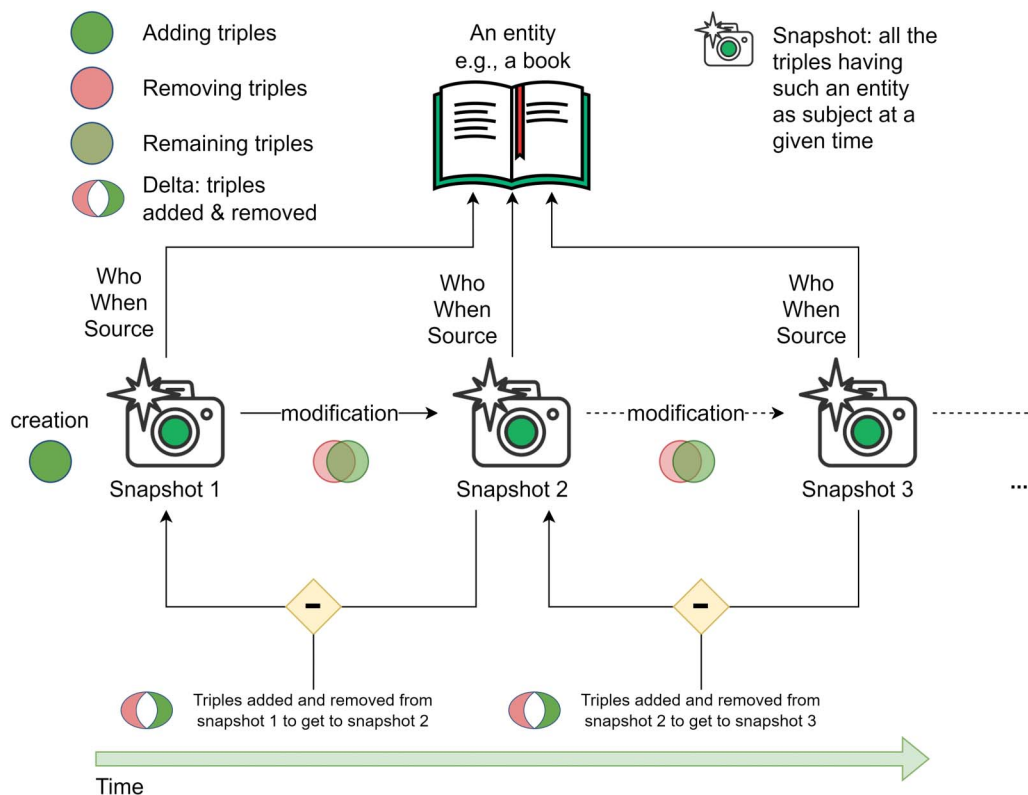 Adding triples
Removing triples
Remaining triples
Delta: triples
added & removed
An entity
e.g., a book
Snapshot: all the
triples having
such an entity
as subject at a
given time
Who
When
Source
Who
When
Source
Who
When
Source
creation
modification
modification
Snapshot 1
Snapshot 2
Snapshot 3
...
-
-
Triples added and removed from
snapshot 1 to get to snapshot 2
Triples added and removed from
snapshot 2 to get to snapshot 3
Time